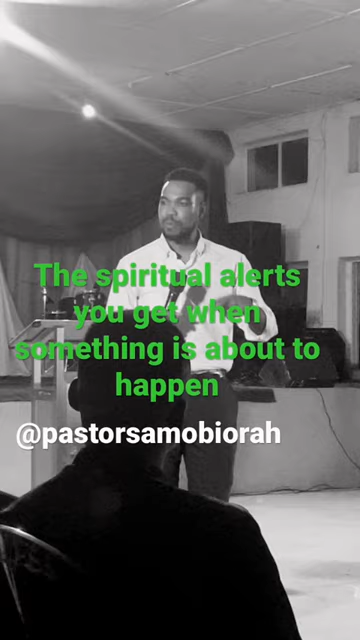 The spiritual alerts
you get when
something is about to
happen
@pastorsamobiorah